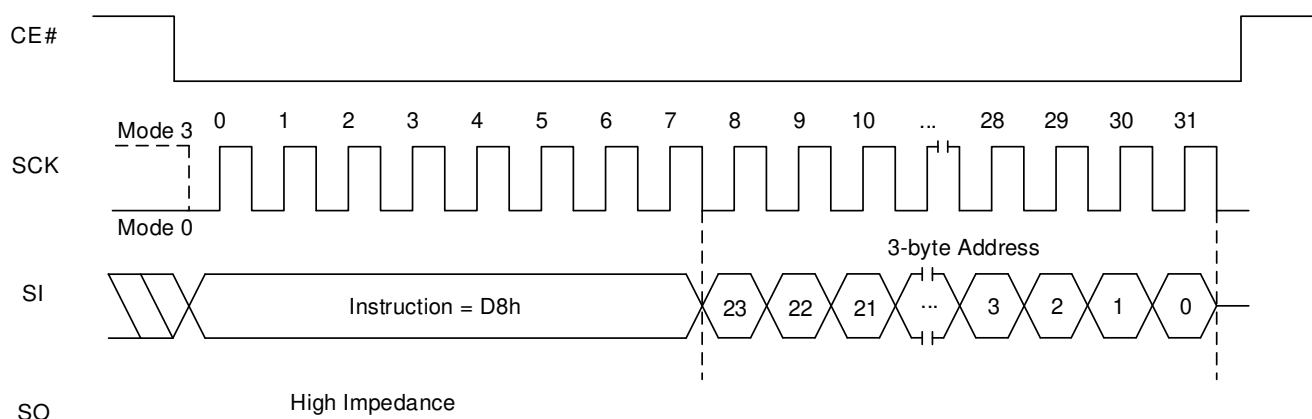 CE#
Mode 3 0 1 2 3 4 5 6 7 8 9 10 ... 28 29 30 31
SCK
Mode 0
3-byte Address
SI Instruction = D8h 23 22 21 ... 3 2 1 0
SO High Impedance